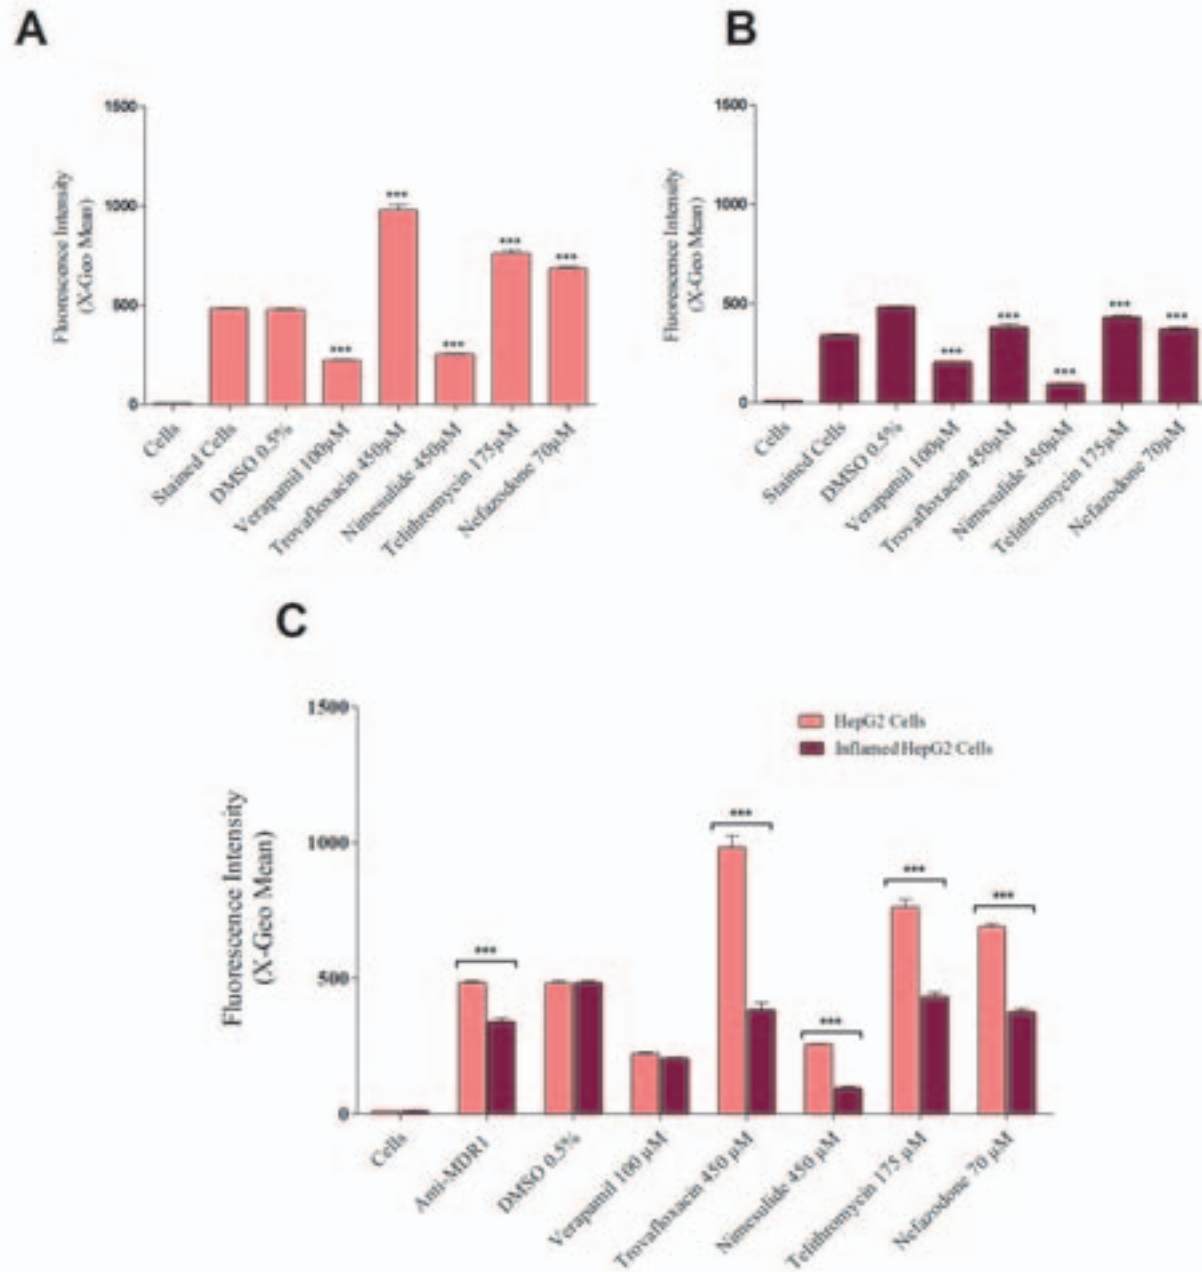 A
1500
1000
500
0
Fluorescence Intensity
(X-Geo Mean)
***
***
***
***
***
Cells
Stained Cells
DMSO 0.5%
Verapamil 100µM
Trovafloxacin 450µM
Nimesulide 450µM
Telithromycin 175µM
Nefazodone 70µM
B
1500
1000
500
0
Fluorescence Intensity
(X-Geo Mean)
***
***
***
***
***
Cells
Stained Cells
DMSO 0.5%
Verapamil 100µM
Trovafloxacin 450µM
Nimesulide 450µM
Telithromycin 175µM
Nefazodone 70µM
C
1500
1000
500
0
Fluorescence Intensity
(X-Geo Mean)
HepG2 Cells
Inflamed HepG2 Cells
***
***
***
***
***
Cells
Anti-MDR1
DMSO 0.5%
Verapamil 100 µM
Trovafloxacin 450 µM
Nimesulide 450 µM
Telithromycin 175 µM
Nefazodone 70 µM